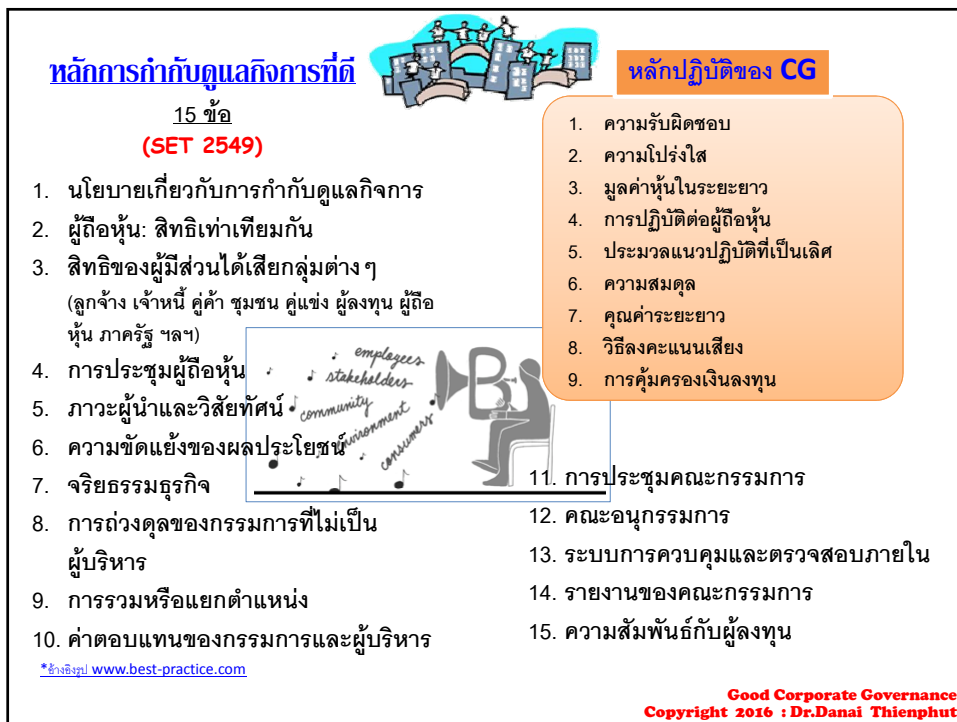 หลักการกำกับดูแลกิจการที่ดี
15 ข้อ
(SET 2549)
1. นโยบายเกี่ยวกับการกำกับดูแลกิจการ
2. ผู้ถือหุ้น: สิทธิเท่าเทียมกัน
3. สิทธิของผู้มีส่วนได้เสียกลุ่มต่าง ๆ
(ลูกจ้าง เจ้าหนี้ คู่ค้า ชุมชน คู่แข่ง ผู้ลงทุน ผู้ถือ
หุ้น ภาครัฐ ฯลฯ)
4. การประชุมผู้ถือหุ้น
5. ภาวะผู้นำและวิสัยทัศน์
6. ความขัดแย้งของผลประโยชน์
7. จริยธรรมธุรกิจ
8. การถ่วงดุลของกรรมการที่ไม่เป็น
ผู้บริหาร
9. การรวมหรือแยกตำแหน่ง
10. ค่าตอบแทนของกรรมการและผู้บริหาร
*อ้างอิงรูป www.best-practice.com
หลักปฏิบัติของ CG
1. ความรับผิดชอบ
2. ความโปร่งใส
3. มูลค่าหุ้นในระยะยาว
4. การปฏิบัติต่อผู้ถือหุ้น
5. ประมวลแนวปฏิบัติที่เป็นเลิศ
6. ความสมดุล
7. คุณค่าระยะยาว
8. วิธีลงคะแนนเสียง
9. การคุ้มครองเงินลงทุน
employees
stakeholders
community
environment
consumers
B
11. การประชุมคณะกรรมการ
12. คณะอนุกรรมการ
13. ระบบการควบคุมและตรวจสอบภายใน
14. รายงานของคณะกรรมการ
15. ความสัมพันธ์กับผู้ลงทุน
Good Corporate Governance
Copyright 2016 : Dr.Danai Thienphut